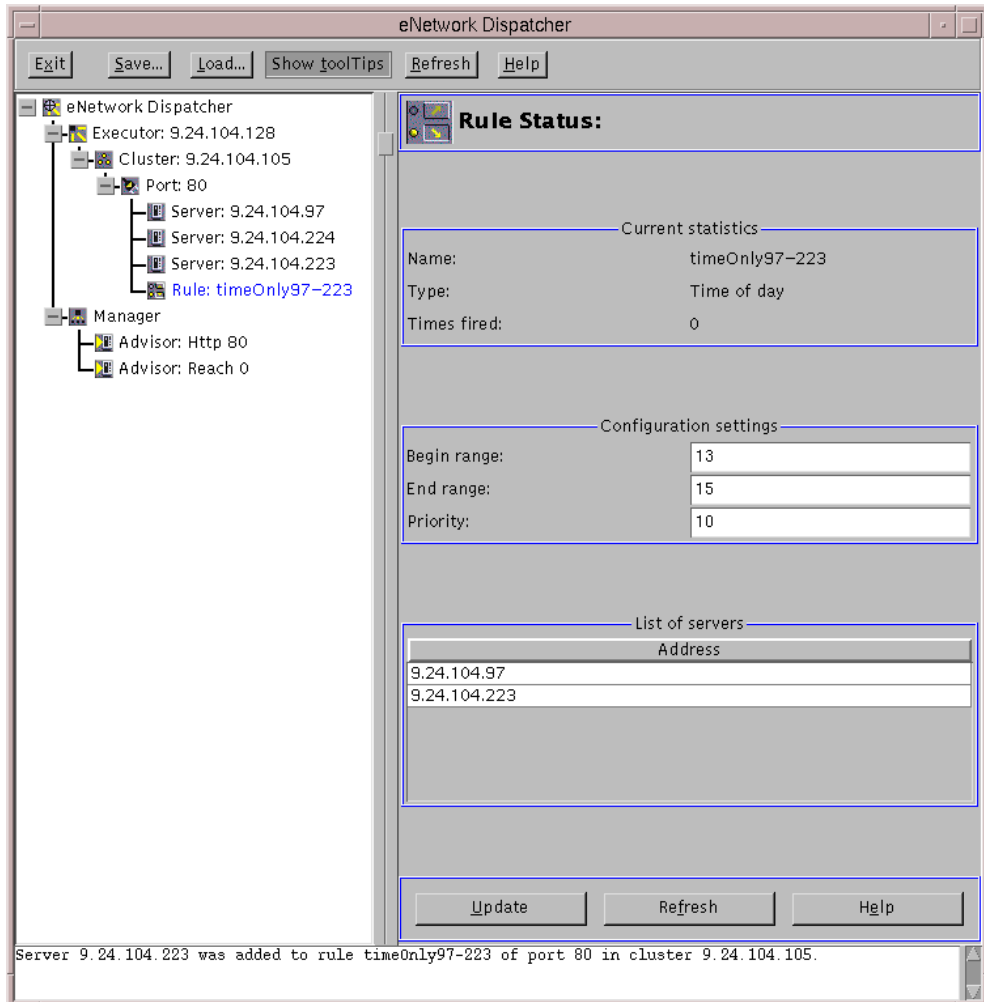 eNetwork Dispatcher
Exit Save... Load... Show toolTips Refresh Help
eNetwork Dispatcher
Executor: 9.24.104.128
Cluster: 9.24.104.105
Port: 80
Server: 9.24.104.97
Server: 9.24.104.224
Server: 9.24.104.223
Rule: timeOnly97-223
Manager
Advisor: Http 80
Advisor: Reach 0
Rule Status:
Current statistics
Name: timeOnly97-223
Type: Time of day
Times fired: 0
Configuration settings
Begin range: 13
End range: 15
Priority: 10
List of servers
Address
9.24.104.97
9.24.104.223
Update Refresh Help
Server 9.24.104.223 was added to rule timeOnly97-223 of port 80 in cluster 9.24.104.105.